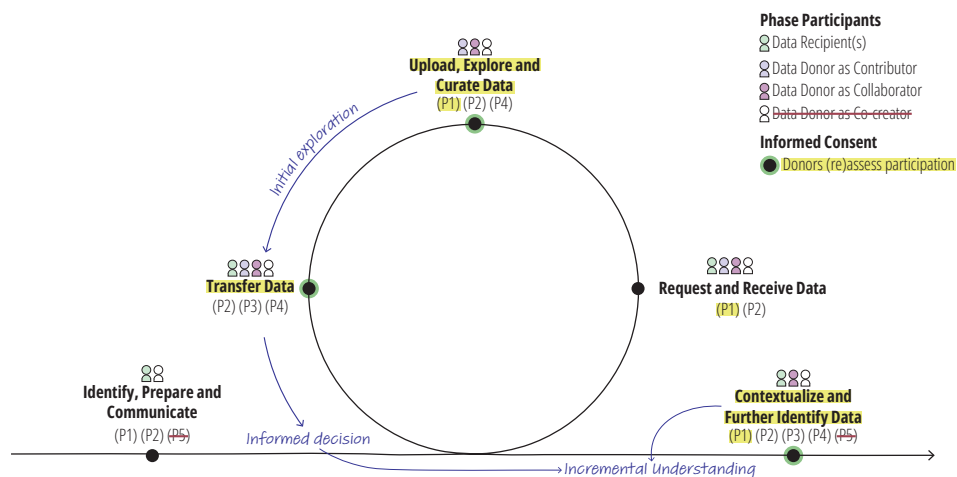 Phase Participants
Data Recipient(s)
Data Donor as Contributor
Data Donor as Collaborator
Data Donor as Co-creator
Informed Consent
Donors (re)assess participation
Upload, Explore and
Curate Data
(P1) (P2) (P4)
Initial exploration
Transfer Data
(P2) (P3) (P4)
Request and Receive Data
(P1) (P2)
Identify, Prepare and
Communicate
(P1) (P2) (P5)
Contextualize and
Further Identify Data
(P1) (P2) (P3) (P4) (P5)
Informed decision
Incremental Understanding